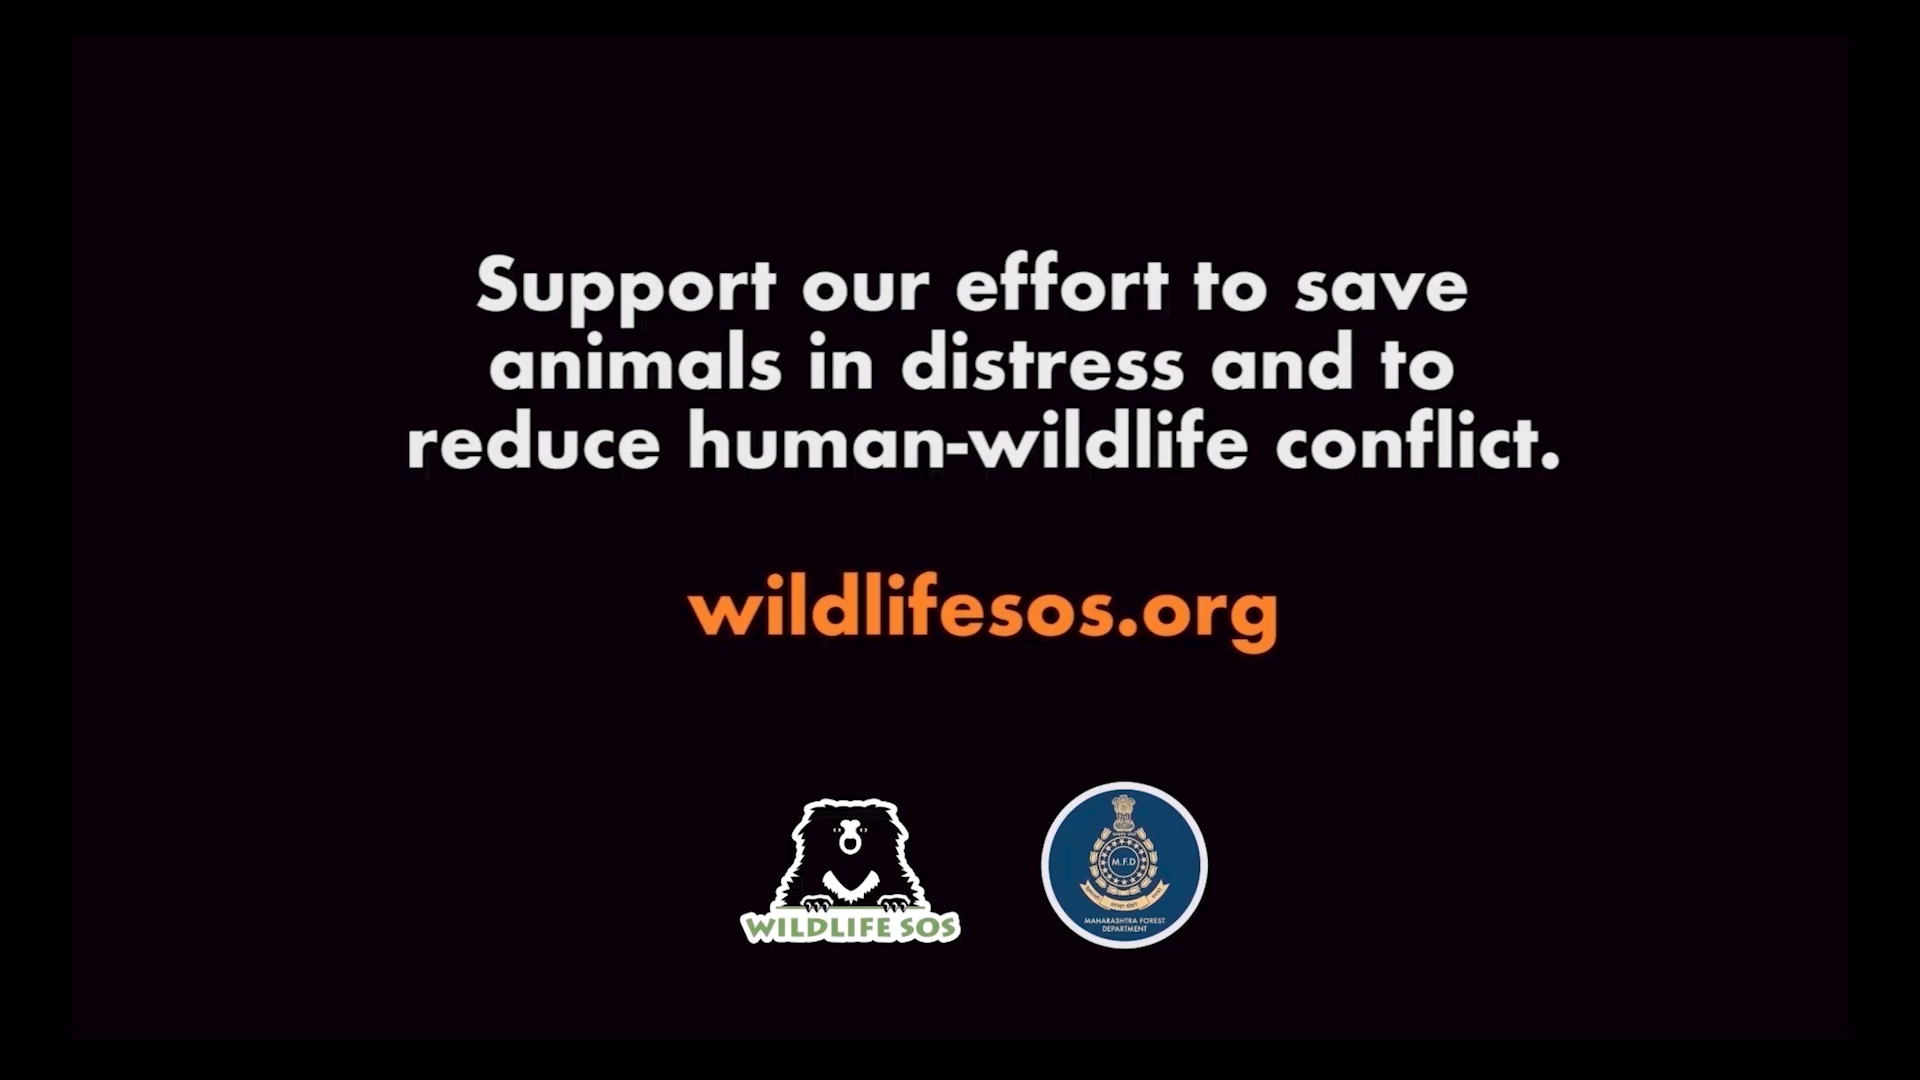 Support our effort to save
animals in distress and to
reduce human-wildlife conflict.
wildlifesos.org
WILDLIFE SOS
M.F.D
MAHARASHTRA FOREST
DEPARTMENT